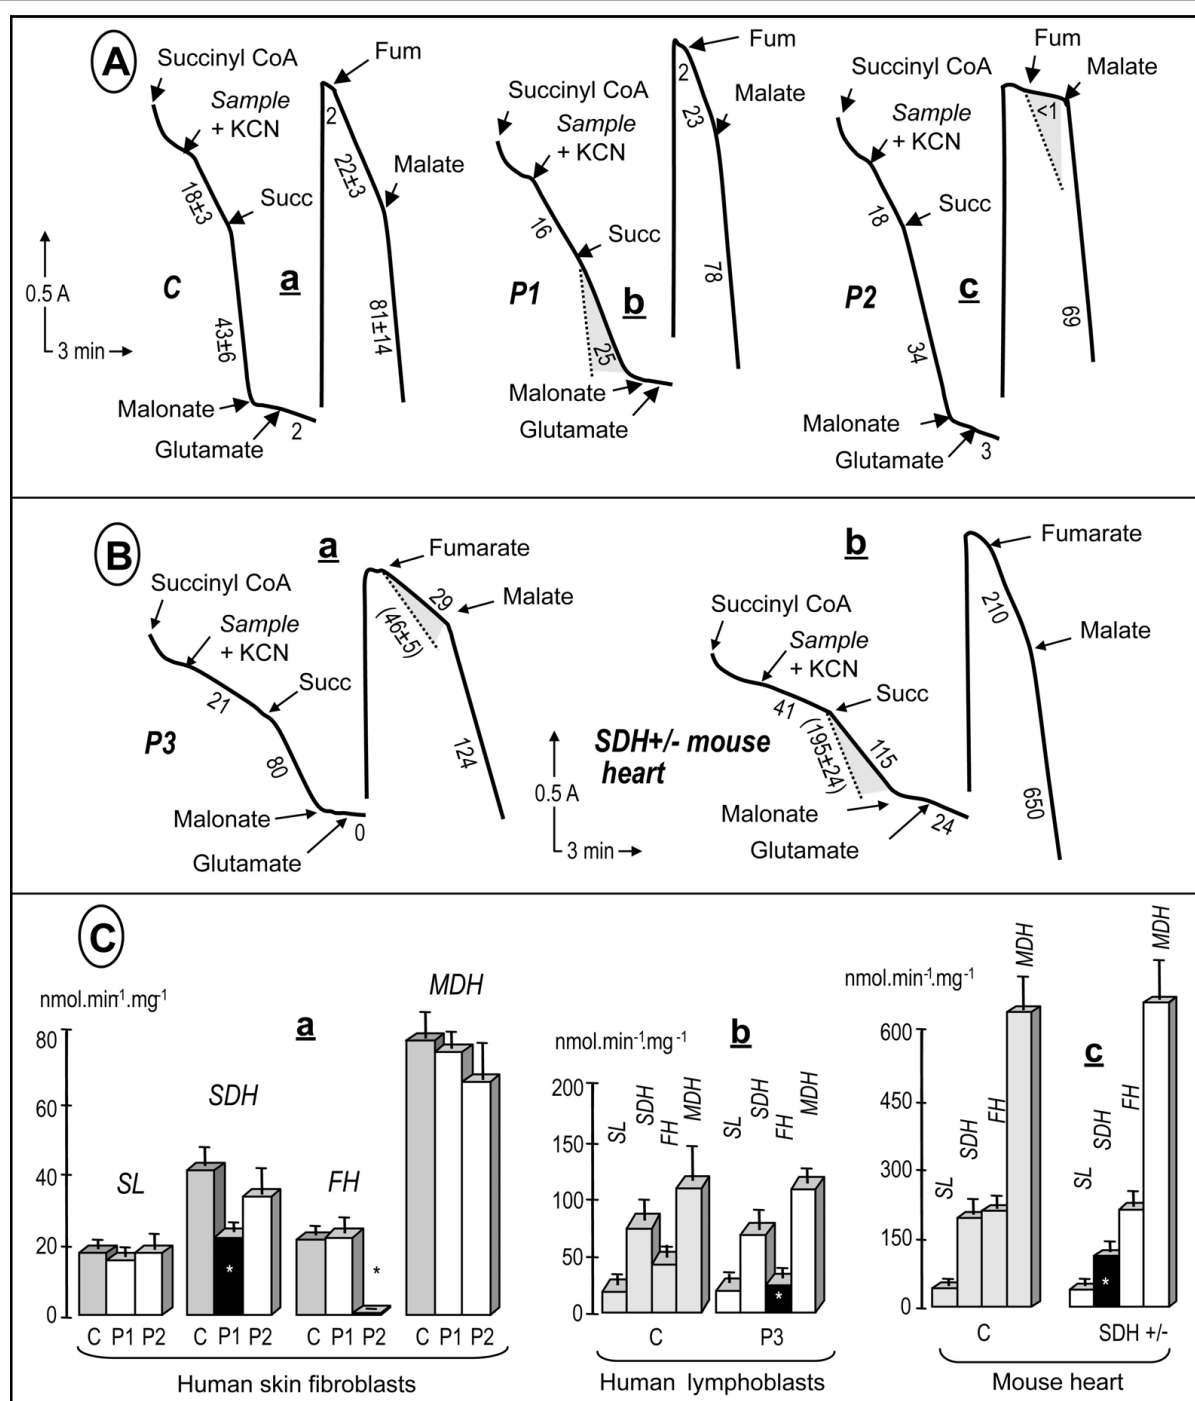 A
Succinyl CoA
Sample
+ KCN
18±3
Succ
C
a
43±6
Malonate
Glutamate
2
Fum
2
22±3
Malate
81±14
0.5 A
3 min
Succinyl CoA
Sample
+ KCN
16
Succ
P1
b
25
Malonate
Glutamate
Fum
2
23
Malate
78
Succinyl CoA
Sample
+ KCN
18
Succ
P2
c
34
Malonate
Glutamate
3
Fum
Malate
<1
69
B
a
Succinyl CoA
Sample
+ KCN
21
Succ
P3
80
Malonate
Glutamate
0
Fumarate
29
(46±5)
Malate
124
b
Succinyl CoA
Sample
+ KCN
41
Succ
(195±24)
115
SDH+/- mouse
heart
0.5 A
3 min
Malonate
Glutamate
24
Fumarate
210
Malate
650
C
nmol.min-1.mg-1
a
80
60
40
20
0
SL
SDH
*
FH
*
MDH
C P1 P2
C P1 P2
C P1 P2
C P1 P2
Human skin fibroblasts
nmol.min-1.mg-1
b
200
150
100
50
0
SL
SDH
FH
MDH
SL
SDH
FH
MDH
*
C
P3
Human lymphoblasts
nmol.min-1.mg-1
c
600
450
300
150
0
SL
SDH
FH
MDH
SL
SDH
FH
MDH
*
C
SDH +/-
Mouse heart